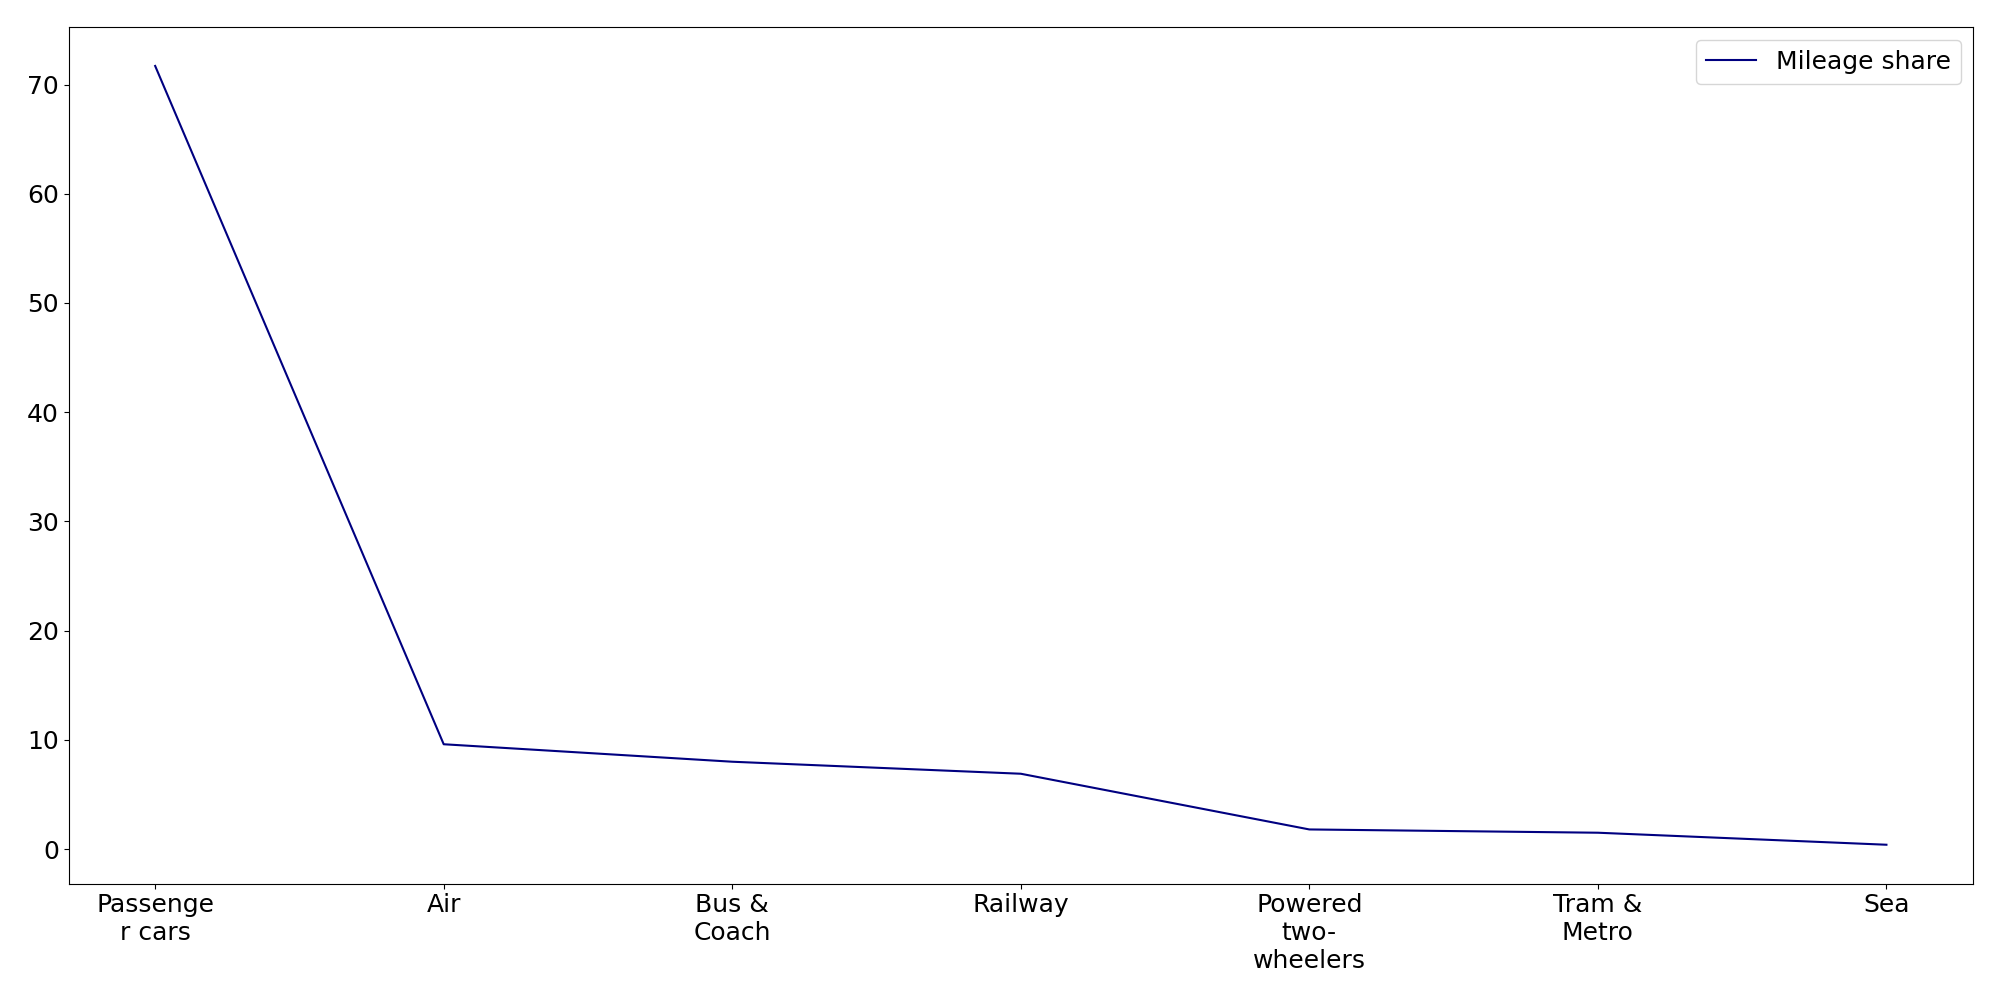 Mileage share
70
60
50
40
30
20
10
0
Passenge
r cars
Air
Bus &
Coach
Railway
Powered
two-
wheelers
Tram &
Metro
Sea